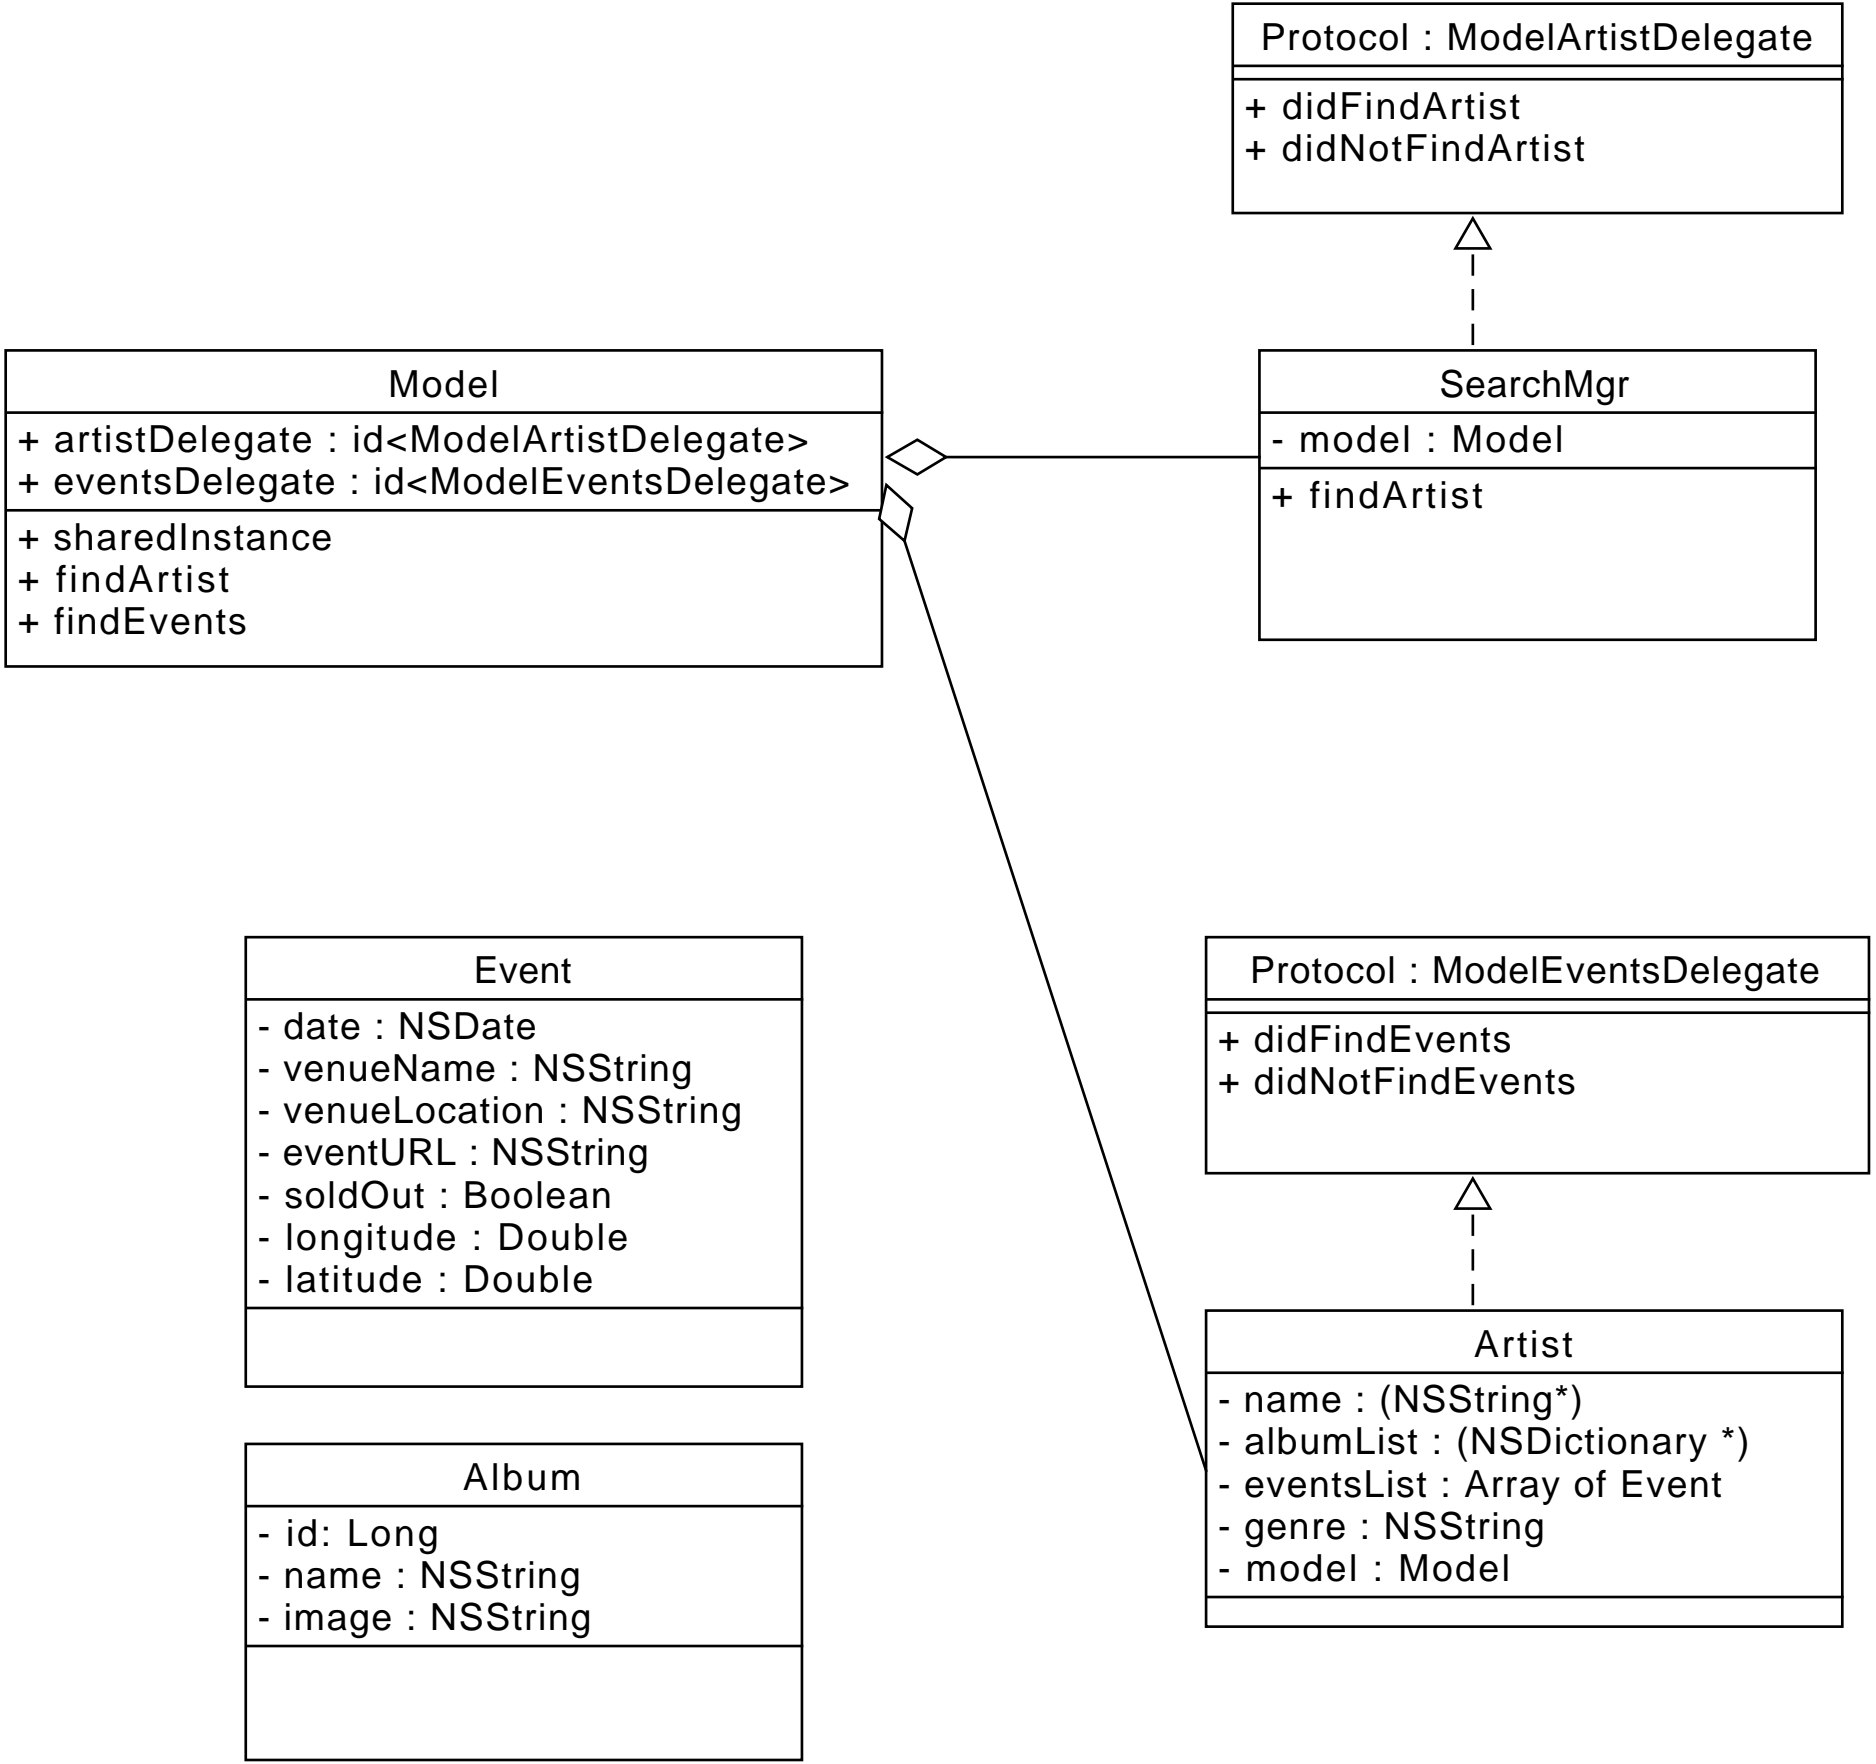 Protocol : ModelArtistDelegate
+ didFindArtist
+ didNotFindArtist
Model
+ artistDelegate : id<ModelArtistDelegate>
+ eventsDelegate : id<ModelEventsDelegate>
+ sharedInstance
+ findArtist
+ findEvents
SearchMgr
- model : Model
+ findArtist
Event
- date : NSDate
- venueName : NSString
- venueLocation : NSString
- eventURL : NSString
- soldOut : Boolean
- longitude : Double
- latitude : Double
Protocol : ModelEventsDelegate
+ didFindEvents
+ didNotFindEvents
Artist
- name : (NSString*)
- albumList : (NSDictionary *)
- eventsList : Array of Event
- genre : NSString
- model : Model
Album
- id: Long
- name : NSString
- image : NSString